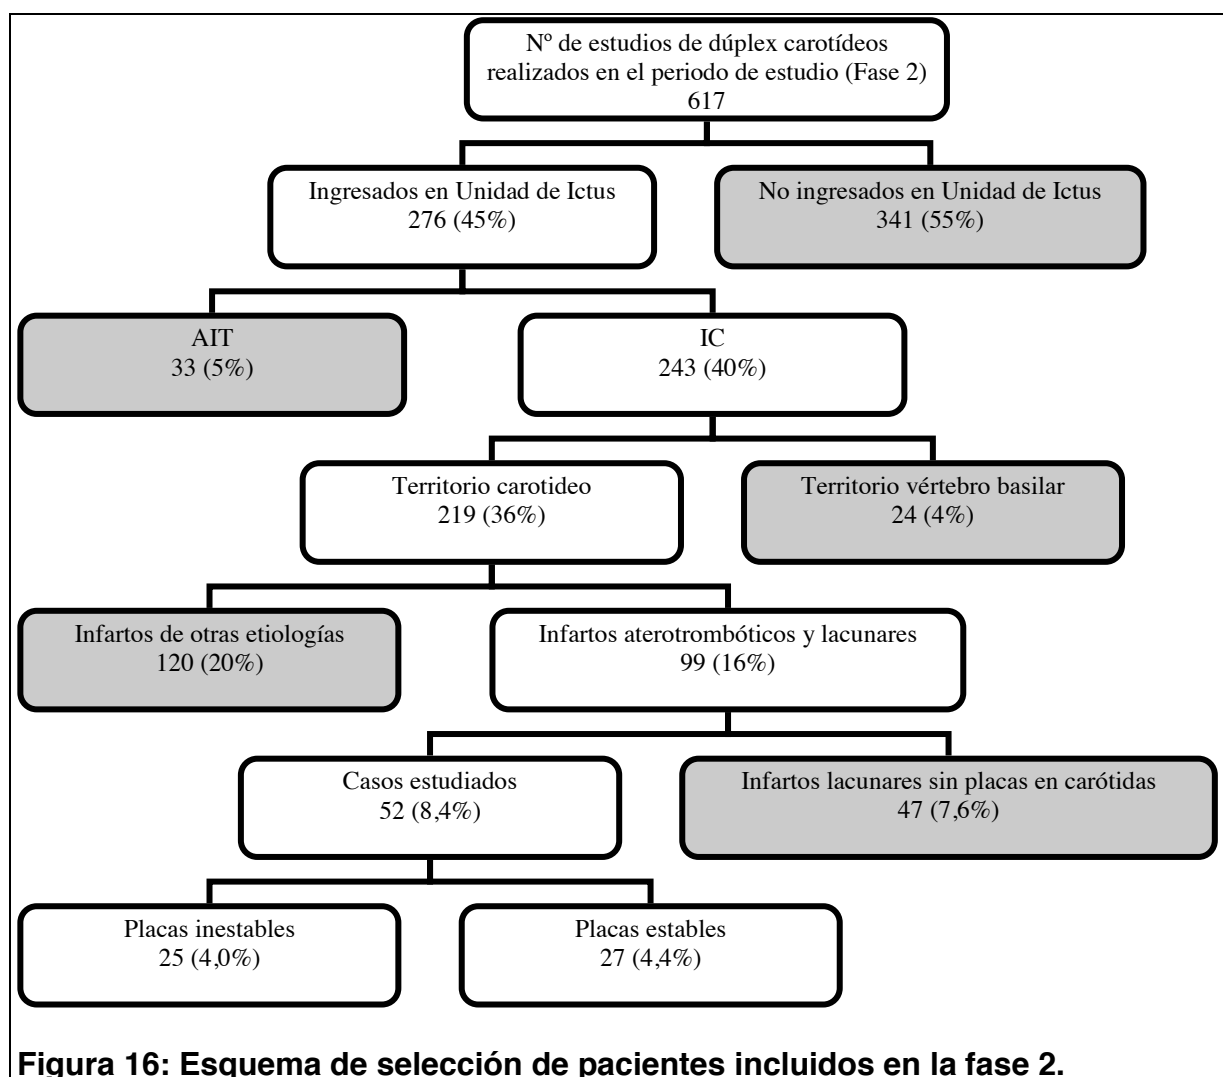 Nº de estudios de dúplex carotídeos
realizados en el periodo de estudio (Fase 2)
617
Ingresados en Unidad de Ictus
276 (45%)
No ingresados en Unidad de Ictus
341 (55%)
AIT
33 (5%)
IC
243 (40%)
Territorio carotideo
219 (36%)
Territorio vértebro basilar
24 (4%)
Infartos de otras etiologías
120 (20%)
Infartos aterotrombóticos y lacunares
99 (16%)
Casos estudiados
52 (8,4%)
Infartos lacunares sin placas en carótidas
47 (7,6%)
Placas inestables
25 (4,0%)
Placas estables
27 (4,4%)
Figura 16: Esquema de selección de pacientes incluidos en la fase 2.